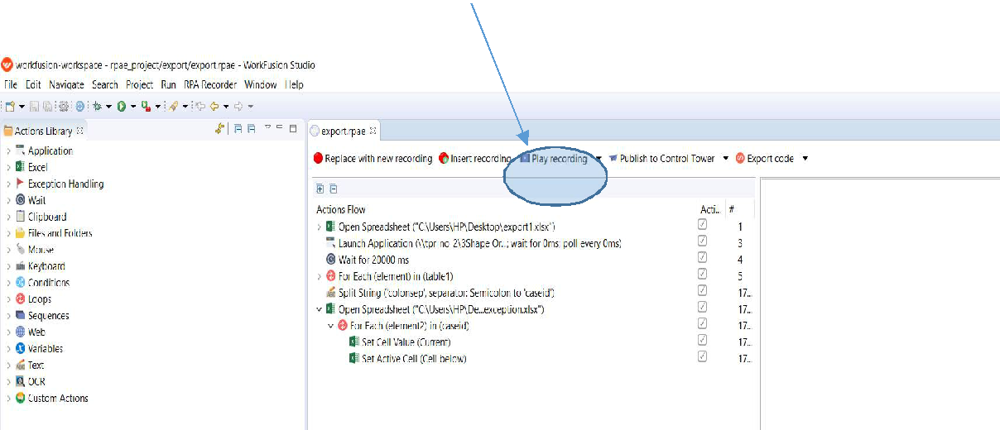 workfusion-workspace - rpae_project/export/export.rpae - WorkFusion Studio
File Edit Navigate Search Project Run RPA Recorder Window Help
Actions Library
Application
Excel
Exception Handling
Wait
Clipboard
Files and Folders
Mouse
Keyboard
Conditions
Loops
Sequences
Web
Variables
Text
OCR
Custom Actions
export.rpae
Replace with new recording Insert recording Play recording Publish to Control Tower Export code
Actions Flow Acti... #
Open Spreadsheet ("C:\Users\HP\Desktop\export1.xlsx") 1
Launch Application (\\tpr-no-2\3Shape Or...; wait for 0ms; poll every 0ms) 3
Wait for 20000 ms 4
For Each (element) in (table1) 5
Split String ('colonsep', separator: Semicolon to 'caseid') 17...
Open Spreadsheet ("C:\Users\HP\De...exception.xlsx") 17...
For Each (element2) in (caseid) 17...
Set Cell Value (Current) 17...
Set Active Cell (Cell below) 17...